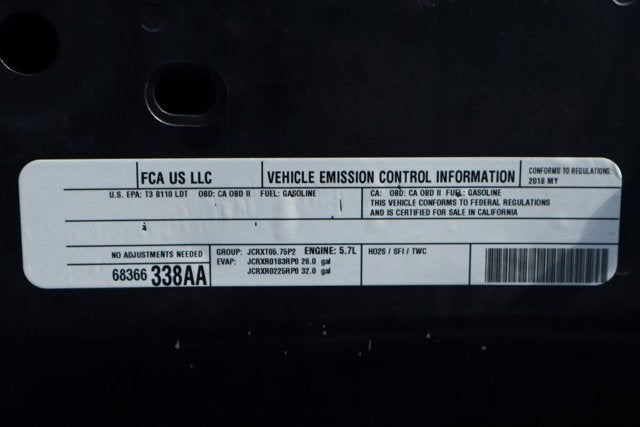 FCA US LLC
VEHICLE EMISSION CONTROL INFORMATION
CONFORMS TO REGULATIONS:
2018 MY
U.S. EPA: T3 B110 LDT OBD: CA OBD II FUEL: GASOLINE
CA: OBD: CA OBD II FUEL: GASOLINE
THIS VEHICLE CONFORMS TO FEDERAL REGULATIONS
AND IS CERTIFIED FOR SALE IN CALIFORNIA
NO ADJUSTMENTS NEEDED
68366 338AA
GROUP: JCRXT05.75P2 ENGINE: 5.7L
EVAP: JCRXR0183RP0 26.0 gal
JCRXR0225RP0 32.0 gal
HO2S / SFI / TWC